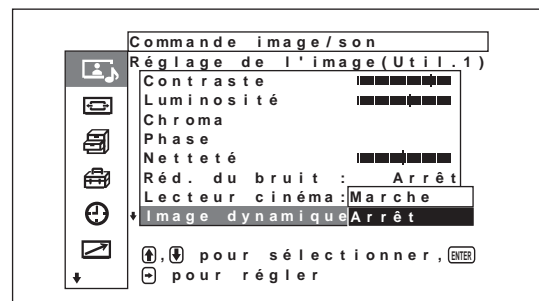 Commande image/son
Réglage de l'image(Util.1)
Contraste
Luminosité
Chroma
Phase
Netteté
Réd. du bruit : Arrêt
Lecteur cinéma: Marche
Image dynamique Arrêt
, pour sélectionner, ENTER
pour régler